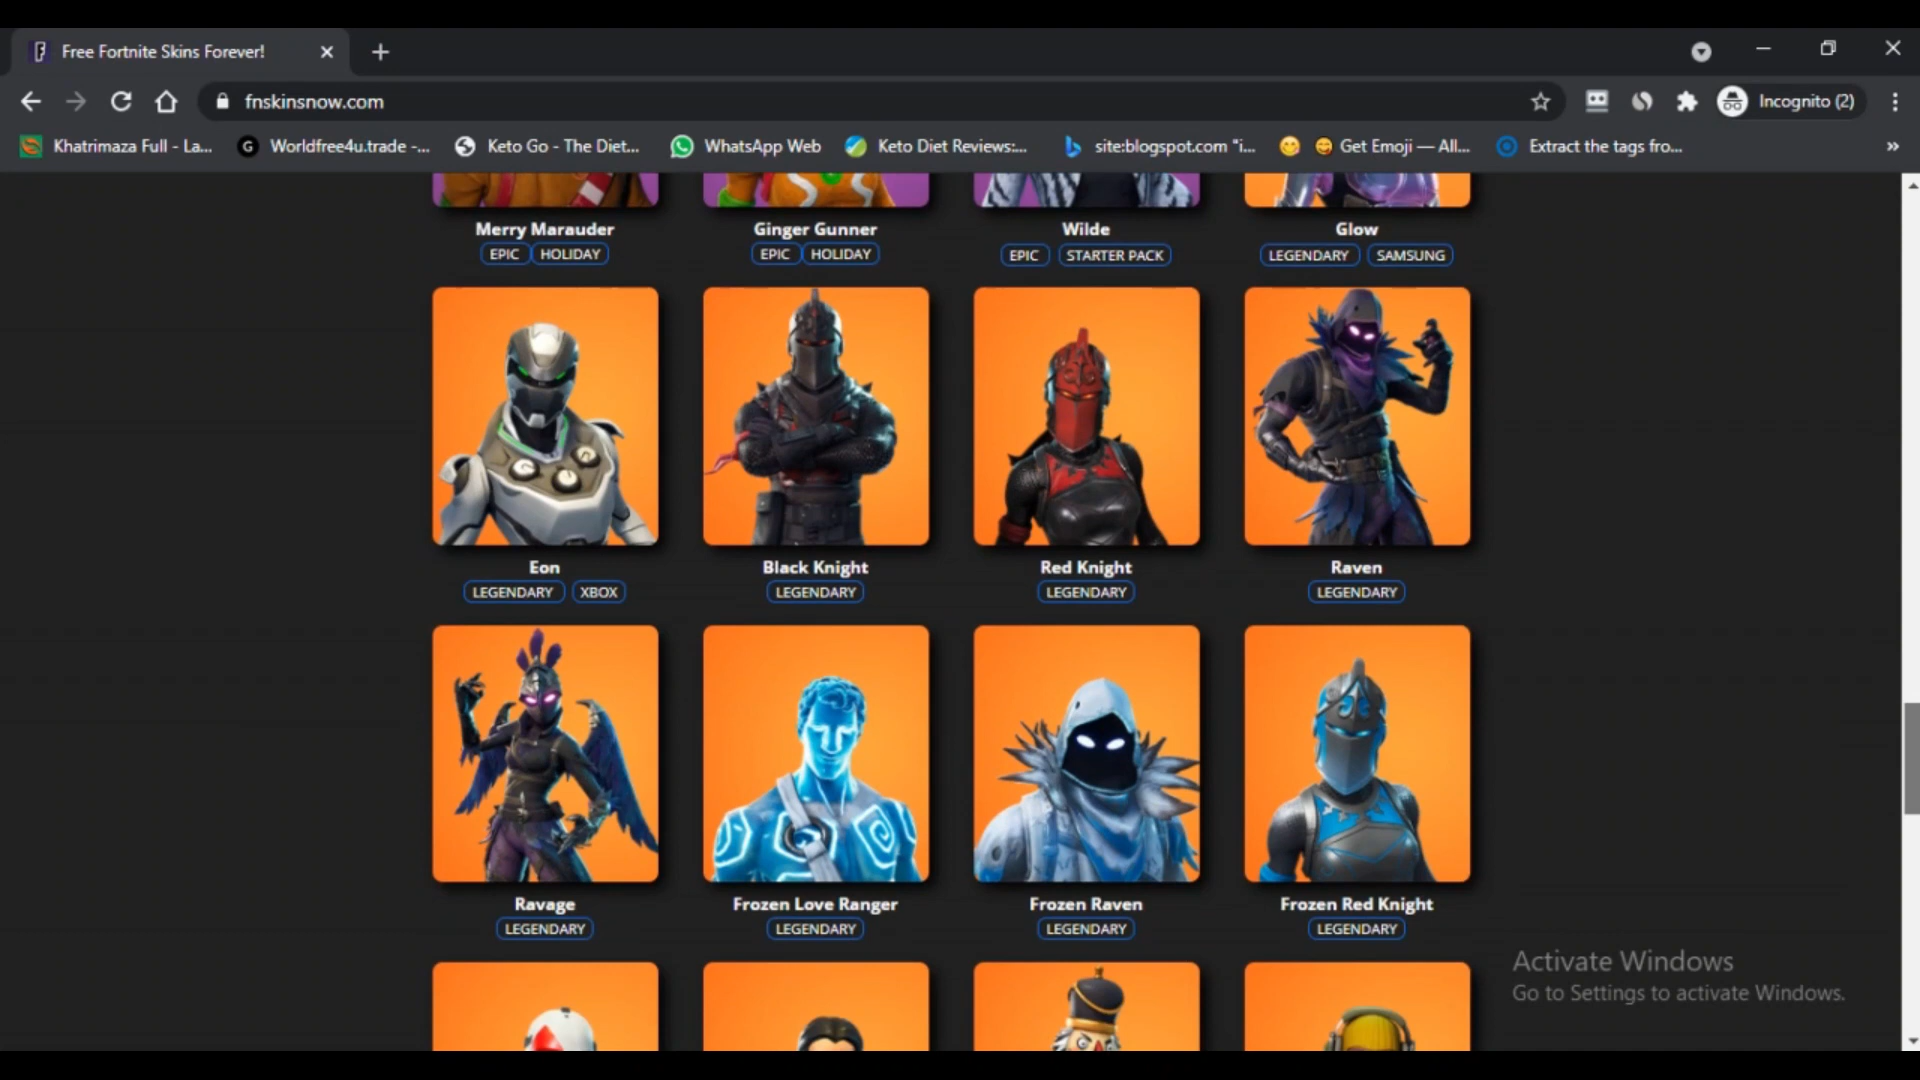 Free Fortnite Skins Forever!
fnskinsnow.com
Incognito (2)
Khatrimaza Full - La...
Worldfree4u.trade -...
Keto Go - The Diet...
WhatsApp Web
Keto Diet Reviews:...
site:blogspot.com "i...
Get Emoji — All...
Extract the tags fro...
Merry Marauder
EPIC HOLIDAY
Ginger Gunner
EPIC HOLIDAY
Wilde
EPIC STARTER PACK
Glow
LEGENDARY SAMSUNG
Eon
LEGENDARY XBOX
Black Knight
LEGENDARY
Red Knight
LEGENDARY
Raven
LEGENDARY
Ravage
LEGENDARY
Frozen Love Ranger
LEGENDARY
Frozen Raven
LEGENDARY
Frozen Red Knight
LEGENDARY
Activate Windows
Go to Settings to activate Windows.